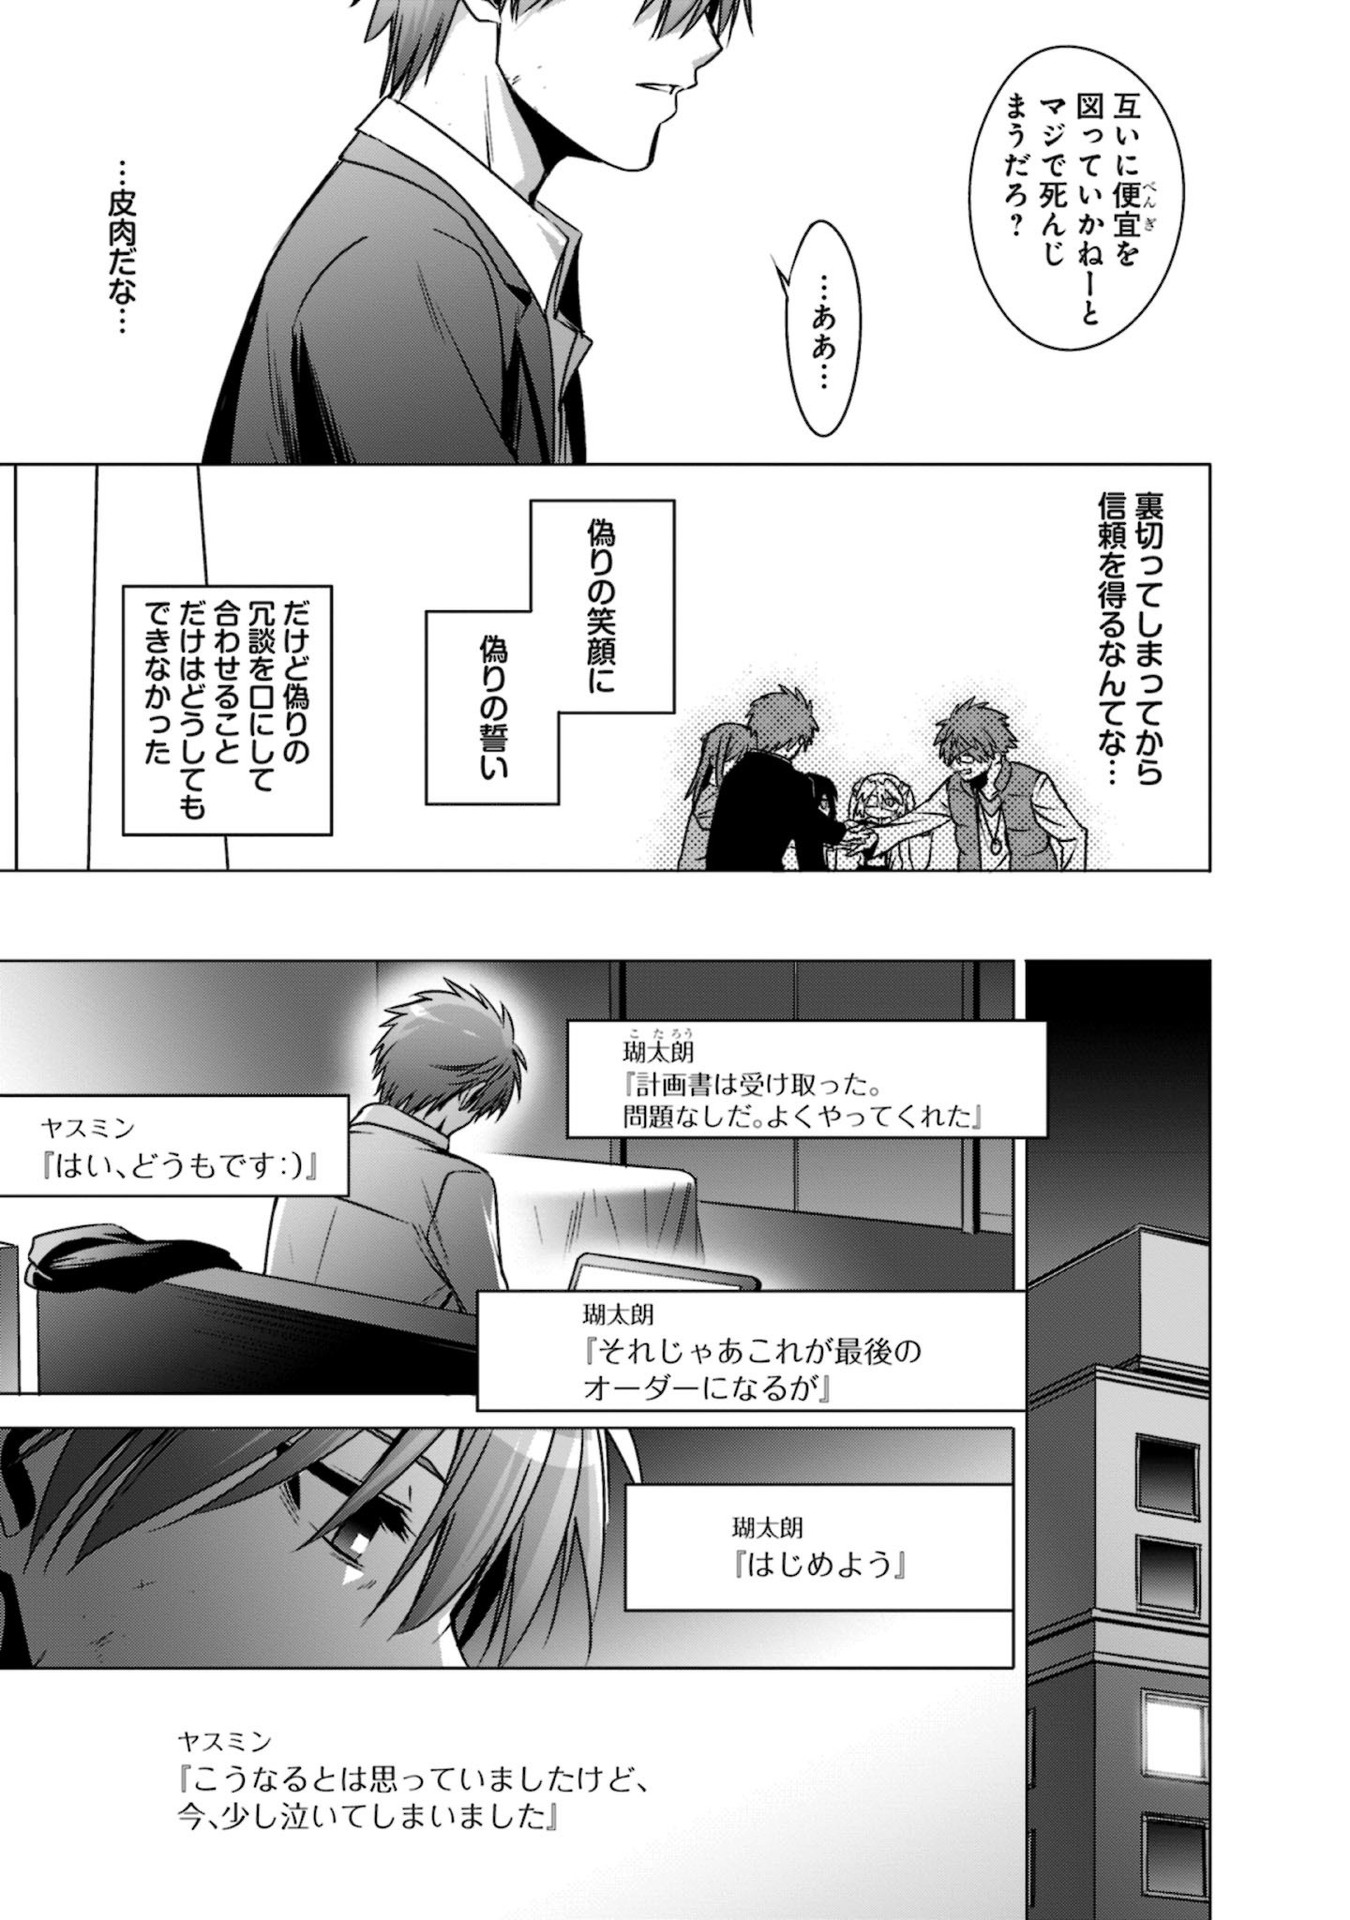 互いに便宜を
べんぎ
図っていかねーと
マジで死んじ
まうだろ？
…ああ…
…皮肉だな…
裏切ってしまってから
信頼を得るなんてな…
偽りの笑顔に
偽りの誓い
だけど偽りの
冗談を口にして
合わせること
だけはどうしても
できなかった
こたろう
瑚太朗
『計画書は受け取った。
問題なしだ。よくやってくれた』
ヤスミン
『はい、どうもです：）』
瑚太朗
『それじゃあこれが最後の
オーダーになるが』
瑚太朗
『はじめよう』
ヤスミン
『こうなるとは思っていましたけど、
今、少し泣いてしまいました』